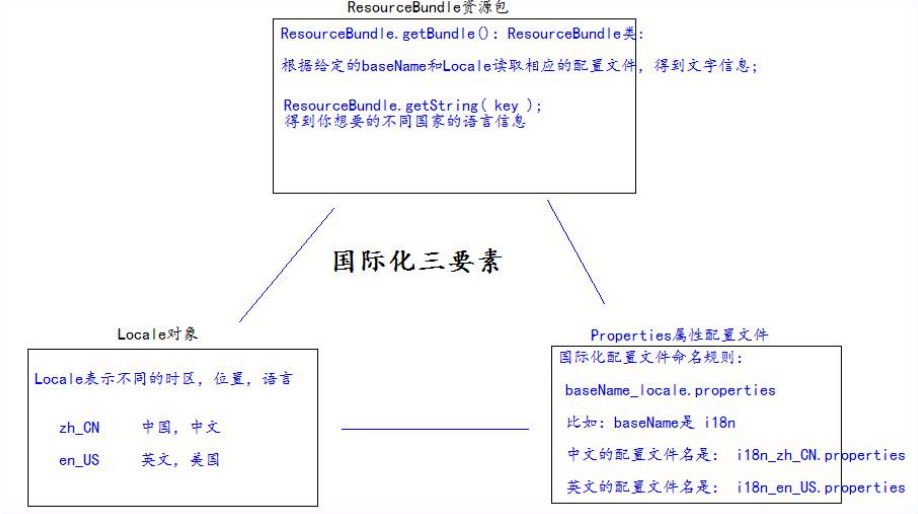 ResourceBundle资源包
ResourceBundle.getBundle(): ResourceBundle类:
根据给定的baseName和Locale读取相应的配置文件，得到文字信息;
ResourceBundle.getString( key );
得到你想要的不同国家的语言信息
国际化三要素
Locale对象
Locale表示不同的时区，位置，语言
zh_CN 中国，中文
en_US 英文，美国
Properties属性配置文件
国际化配置文件命名规则:
baseName_locale.properties
比如: baseName是 i18n
中文的配置文件名是: i18n_zh_CN.properties
英文的配置文件名是: i18n_en_US.properties